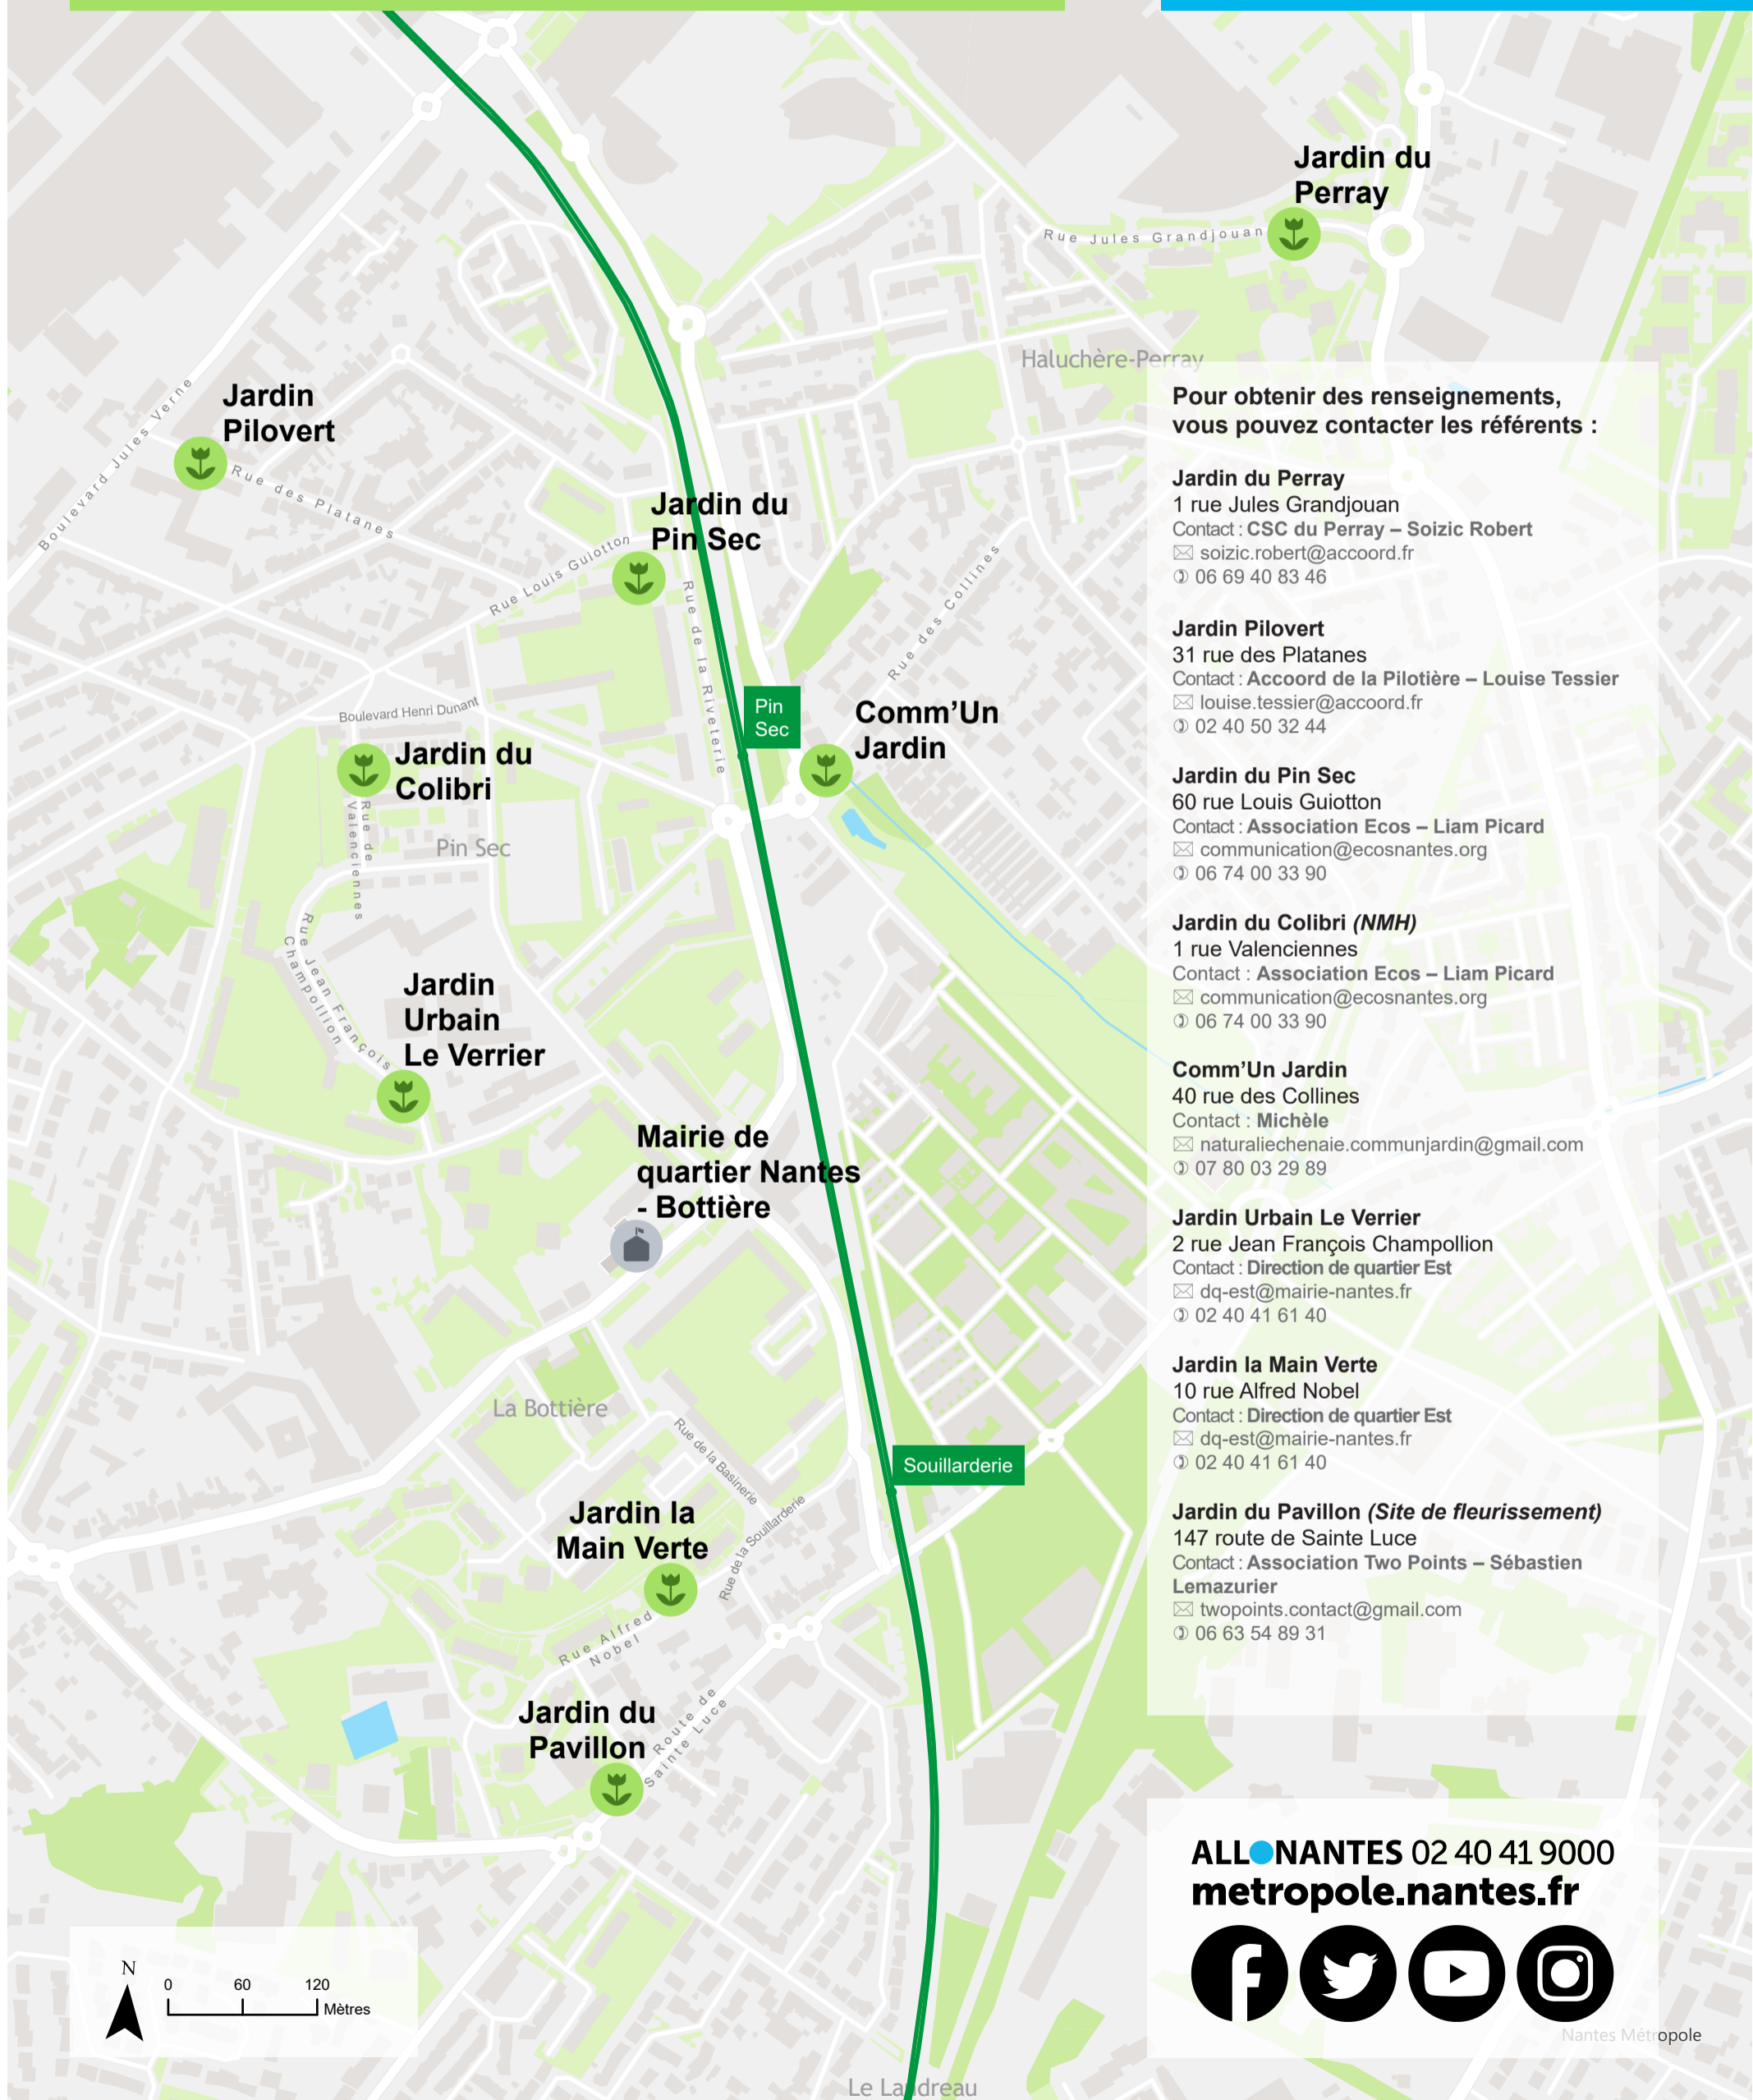 Jardin du
Perray
Rue Jules Grandjouan
Haluchère-Perray
Jardin
Pilovert
Boulevard Jules Verne
Rue des Platanes
Jardin du
Pin Sec
Rue Louis Guiotton
Rue de la Riveterie
Rue des Collines
Pin
Sec
Comm'Un
Jardin
Boulevard Henri Dunant
Jardin du
Colibri
Rue de
Valenciennes
Pin Sec
Rue Jean François
Champollion
Jardin
Urbain
Le Verrier
Mairie de
quartier Nantes
- Bottière
La Bottière
Rue de la Basinerie
Souillarderie
Jardin la
Main Verte
Rue de la Souillarderie
Rue Alfred
Nobel
Jardin du
Pavillon
Route de
Sainte Luce
Le Landreau
N
0 60 120
Mètres
Pour obtenir des renseignements,
vous pouvez contacter les référents :
Jardin du Perray
1 rue Jules Grandjouan
Contact : CSC du Perray – Soizic Robert
soizic.robert@accoord.fr
06 69 40 83 46
Jardin Pilovert
31 rue des Platanes
Contact : Accoord de la Pilotière – Louise Tessier
louise.tessier@accoord.fr
02 40 50 32 44
Jardin du Pin Sec
60 rue Louis Guiotton
Contact : Association Ecos – Liam Picard
communication@ecosnantes.org
06 74 00 33 90
Jardin du Colibri (NMH)
1 rue Valenciennes
Contact : Association Ecos – Liam Picard
communication@ecosnantes.org
06 74 00 33 90
Comm'Un Jardin
40 rue des Collines
Contact : Michèle
naturaliechenaie.communjardin@gmail.com
07 80 03 29 89
Jardin Urbain Le Verrier
2 rue Jean François Champollion
Contact : Direction de quartier Est
dq-est@mairie-nantes.fr
02 40 41 61 40
Jardin la Main Verte
10 rue Alfred Nobel
Contact : Direction de quartier Est
dq-est@mairie-nantes.fr
02 40 41 61 40
Jardin du Pavillon (Site de fleurissement)
147 route de Sainte Luce
Contact : Association Two Points – Sébastien
Lemazurier
twopoints.contact@gmail.com
06 63 54 89 31
ALLONANTES 02 40 41 9000
metropole.nantes.fr
Nantes Métropole